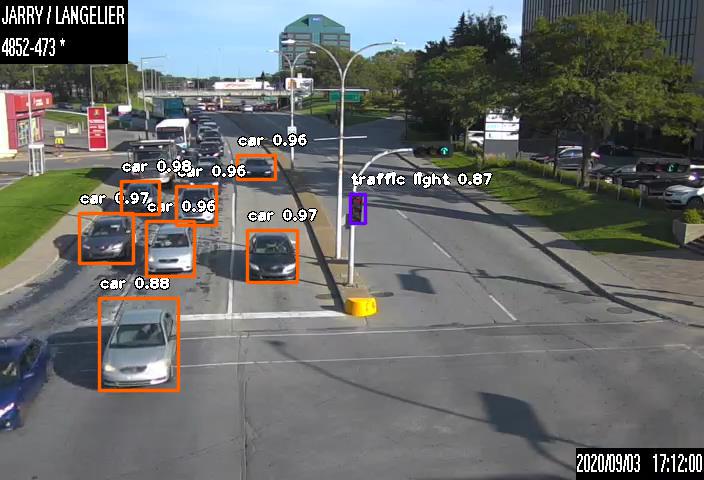 JARRY / LANGELIER
4852-473 *
car 0.96
car 0.98
car 0.96
traffic light 0.87
car 0.97
car 0.96
car 0.97
car 0.88
2020/09/03 17:12:00